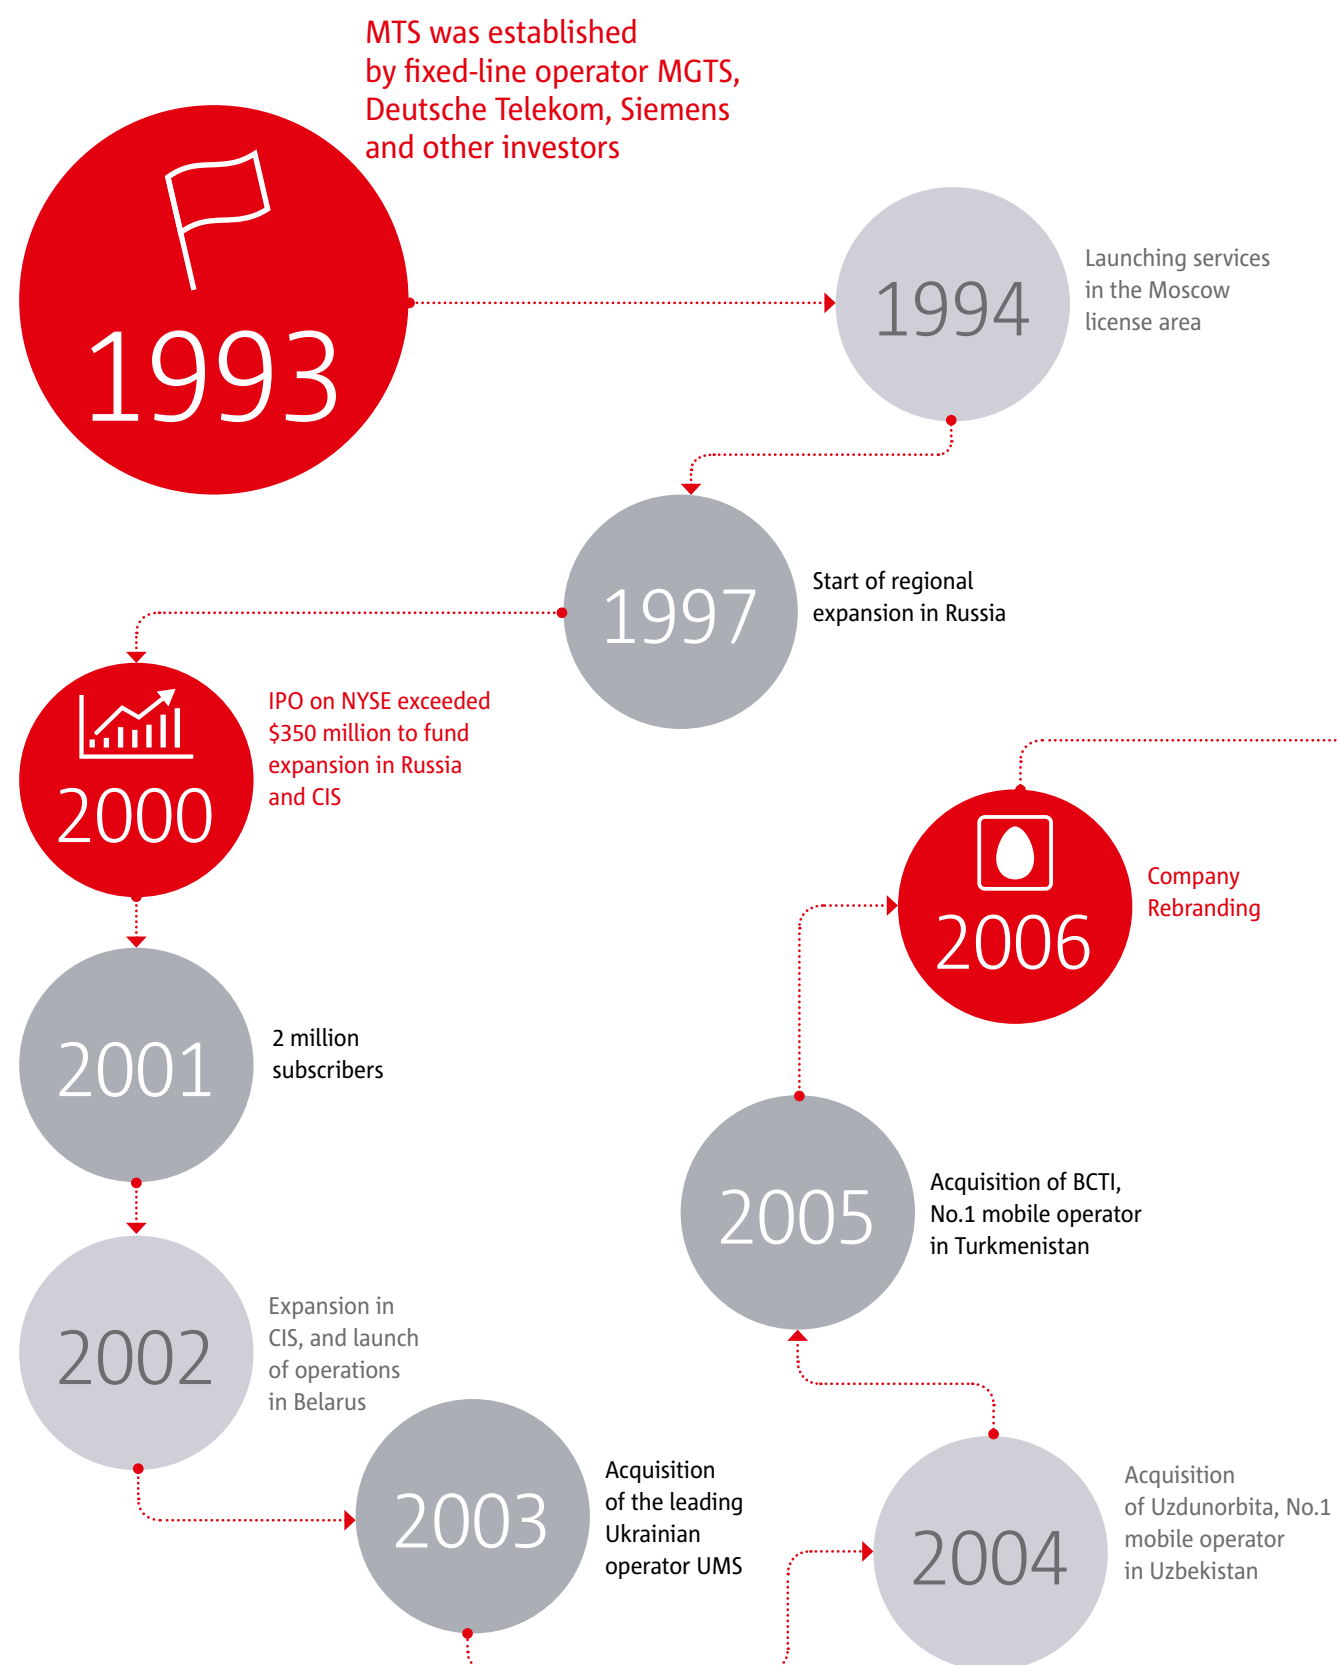 MTS was established
by fixed-line operator MGTS,
Deutsche Telekom, Siemens
and other investors
1993
1994
Launching services
in the Moscow
license area
1997
Start of regional
expansion in Russia
2000
IPO on NYSE exceeded
$350 million to fund
expansion in Russia
and CIS
2001
2 million
subscribers
2002
Expansion in
CIS, and launch
of operations
in Belarus
2003
Acquisition
of the leading
Ukrainian
operator UMS
2004
Acquisition
of Uzdunorbita, No.1
mobile operator
in Uzbekistan
2005
Acquisition of BCTI,
No.1 mobile operator
in Turkmenistan
2006
Company
Rebranding